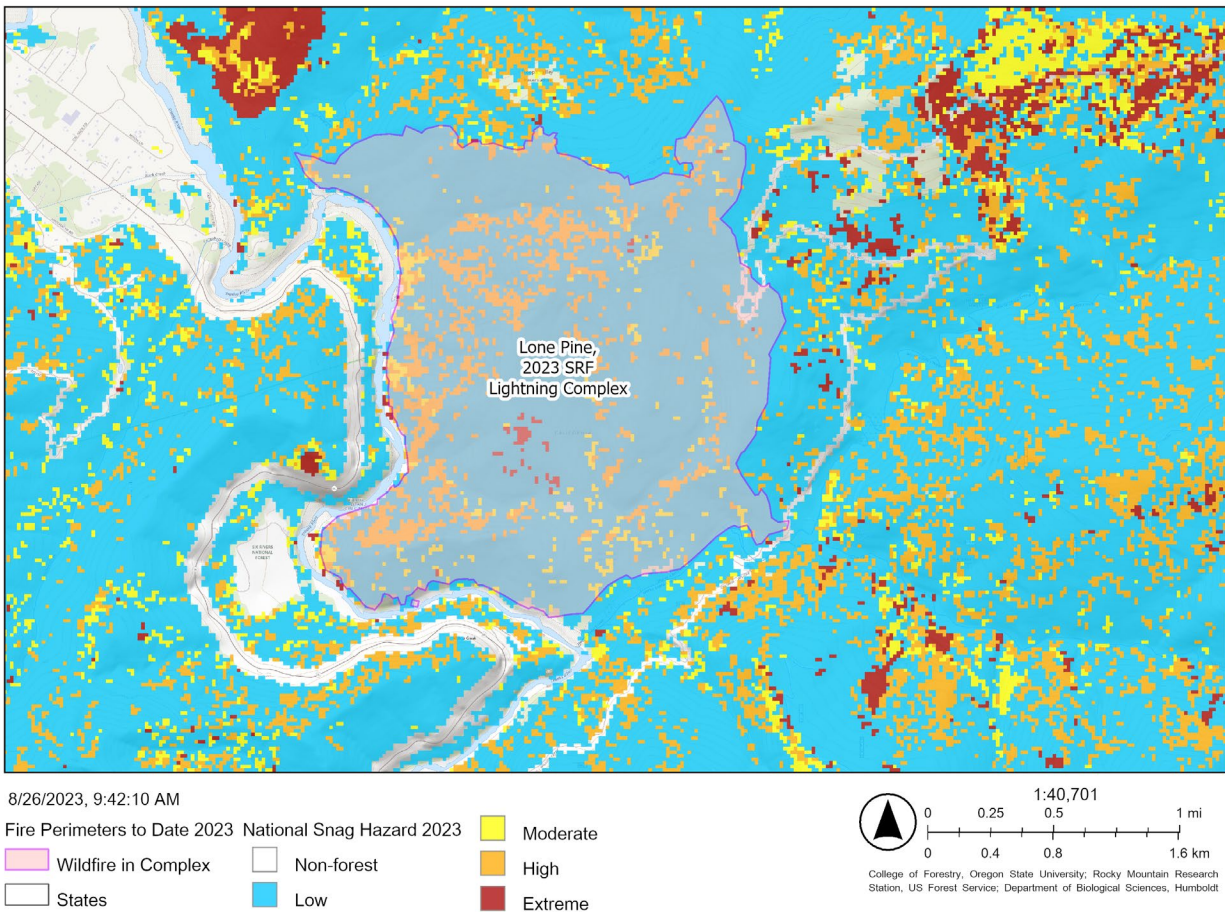 Lone Pine,
2023 SRF
Lightning Complex
NATIONAL
FOREST
8/26/2023, 9:42:10 AM
Fire Perimeters to Date 2023
Wildfire in Complex
States
National Snag Hazard 2023
Non-forest
Low
Moderate
High
Extreme
1:40,701
0 0.25 0.5 1 mi
0 0.4 0.8 1.6 km
College of Forestry, Oregon State University; Rocky Mountain Research
Station, US Forest Service; Department of Biological Sciences, Humboldt